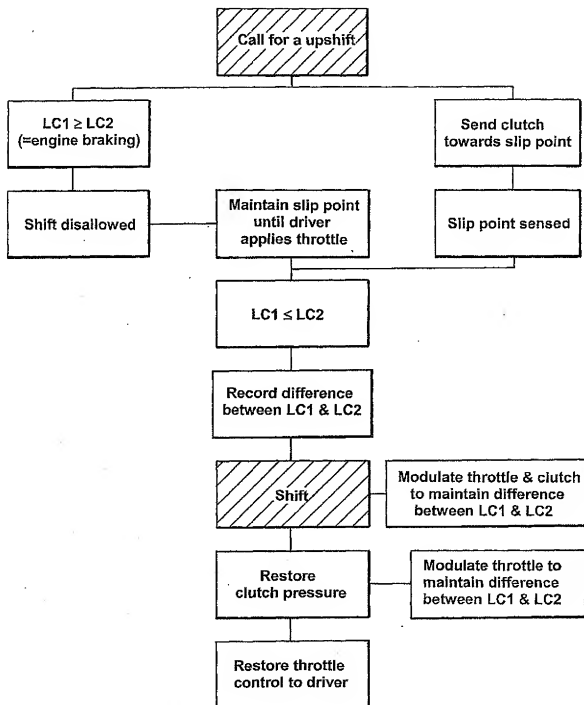 Call for a upshift
LC1 ≥ LC2
(=engine braking)
Send clutch
towards slip point
Shift disallowed
Maintain slip point
until driver
applies throttle
Slip point sensed
LC1 ≤ LC2
Record difference
between LC1 & LC2
Shift
Modulate throttle & clutch
to maintain difference
between LC1 & LC2
Restore
clutch pressure
Modulate throttle to
maintain difference
between LC1 & LC2
Restore throttle
control to driver